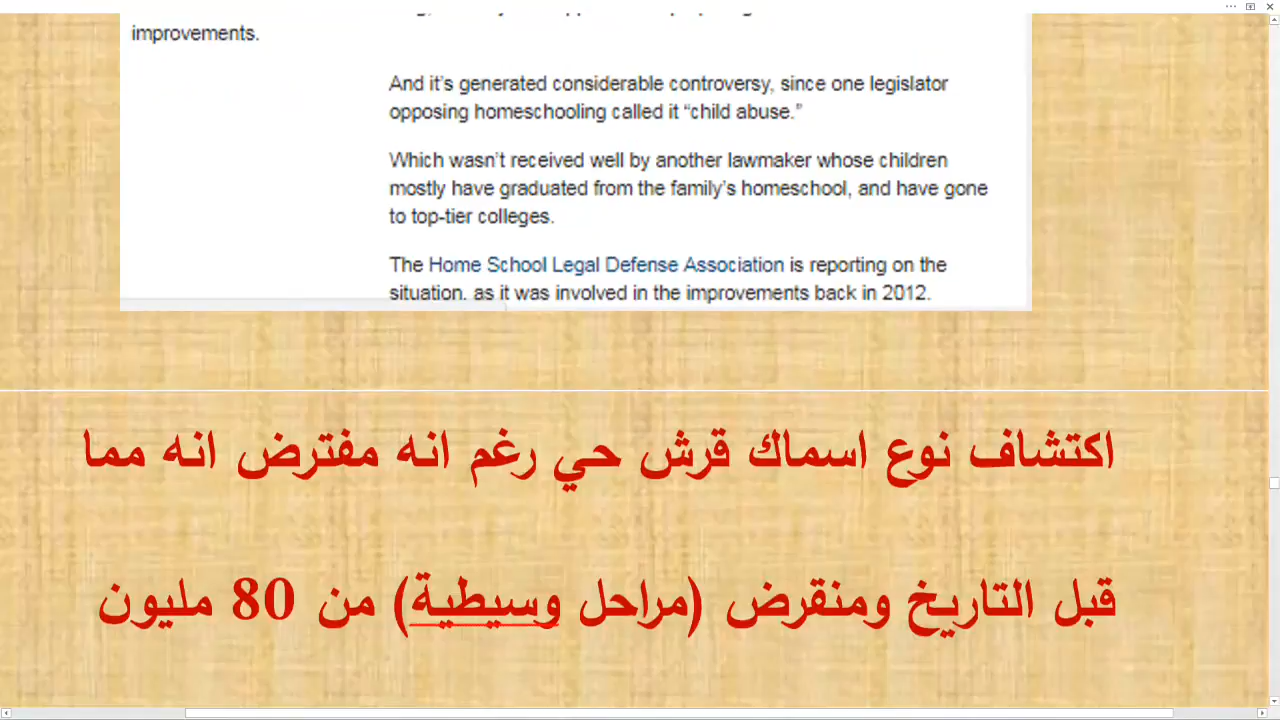 improvements.
And it's generated considerable controversy, since one legislator
opposing homeschooling called it “child abuse.”
Which wasn't received well by another lawmaker whose children
mostly have graduated from the family's homeschool, and have gone
to top-tier colleges.
The Home School Legal Defense Association is reporting on the
situation, as it was involved in the improvements back in 2012.
اكتشاف نوع اسماك قرش حي رغم انه مفترض انه مما
قبل التاريخ ومنقرض (مراحل وسيطية) من 80 مليون